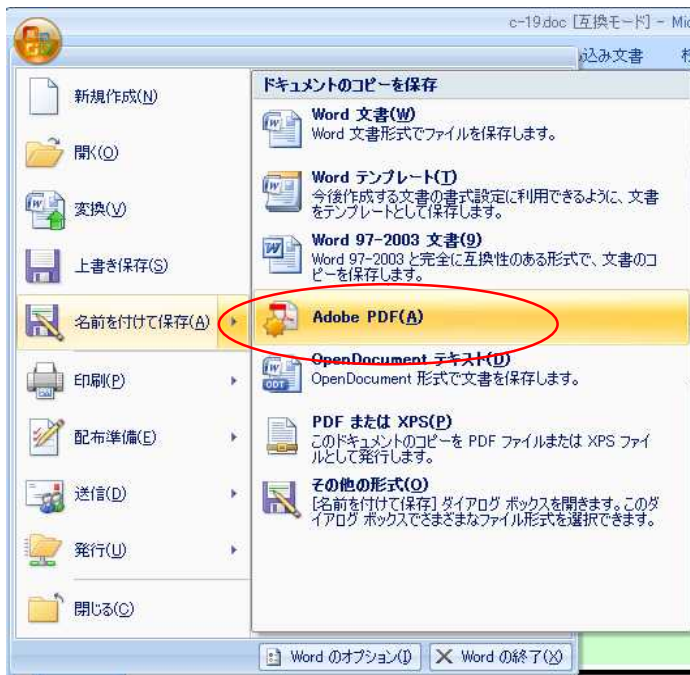 c-19.doc [互換モード] - Mic
込み文書
新規作成(N)
開く(O)
変換(V)
上書き保存(S)
名前を付けて保存(A)
印刷(P)
配布準備(E)
送信(D)
発行(U)
閉じる(C)
ドキュメントのコピーを保存
Word 文書(W)
Word 文書形式でファイルを保存します。
Word テンプレート(T)
今後作成する文書の書式設定に利用できるように、文書
をテンプレートとして保存します。
Word 97-2003 文書(9)
Word 97-2003 と完全に互換性のある形式で、文書のコ
ピーを保存します。
Adobe PDF(A)
OpenDocument テキスト(D)
OpenDocument 形式で文書を保存します。
PDF または XPS(P)
このドキュメントのコピーを PDF ファイルまたは XPS ファイ
ルとして発行します。
その他の形式(O)
[名前を付けて保存] ダイアログ ボックスを開きます。このダ
イアログ ボックスでさまざまなファイル形式を選択できます。
Word のオプション(I)
Word の終了(X)